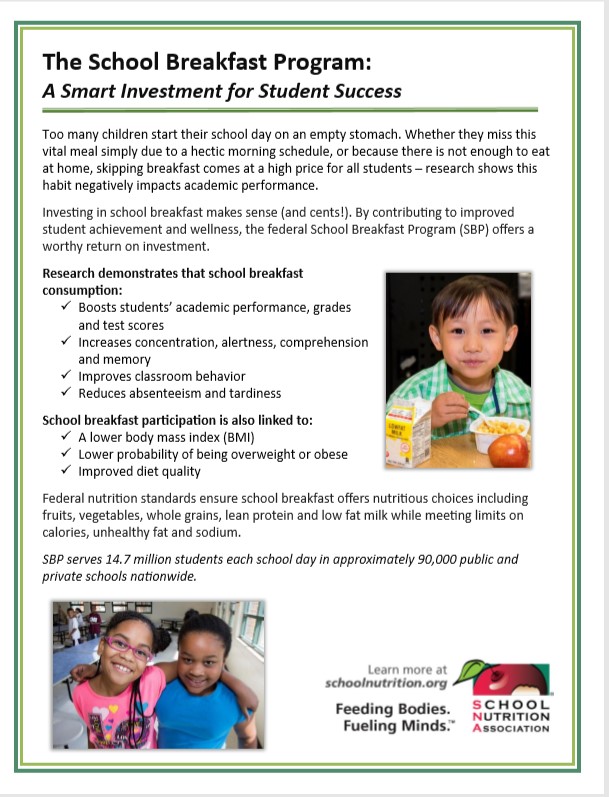 The School Breakfast Program:
A Smart Investment for Student Success
Too many children start their school day on an empty stomach. Whether they miss this
vital meal simply due to a hectic morning schedule, or because there is not enough to eat
at home, skipping breakfast comes at a high price for all students – research shows this
habit negatively impacts academic performance.
Investing in school breakfast makes sense (and cents!). By contributing to improved
student achievement and wellness, the federal School Breakfast Program (SBP) offers a
worthy return on investment.
Research demonstrates that school breakfast
consumption:
✓ Boosts students’ academic performance, grades
and test scores
✓ Increases concentration, alertness, comprehension
and memory
✓ Improves classroom behavior
✓ Reduces absenteeism and tardiness
School breakfast participation is also linked to:
✓ A lower body mass index (BMI)
✓ Lower probability of being overweight or obese
✓ Improved diet quality
LOWFAT
MILK
Federal nutrition standards ensure school breakfast offers nutritious choices including
fruits, vegetables, whole grains, lean protein and low fat milk while meeting limits on
calories, unhealthy fat and sodium.
SBP serves 14.7 million students each school day in approximately 90,000 public and
private schools nationwide.
Learn more at
schoolnutrition.org
Feeding Bodies.
Fueling Minds.™
SCHOOL
NUTRITION
ASSOCIATION